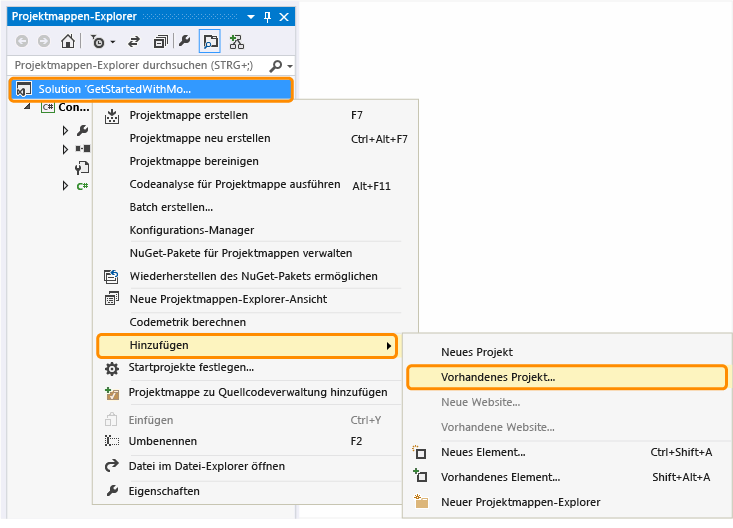 Projektmappen-Explorer
Projektmappen-Explorer durchsuchen (STRG+;)
Solution 'GetStartedWithMo...
C# Con...
C#
Projektmappe erstellen F7
Projektmappe neu erstellen Ctrl+Alt+F7
Projektmappe bereinigen
Codeanalyse für Projektmappe ausführen Alt+F11
Batch erstellen...
Konfigurations-Manager
NuGet-Pakete für Projektmappen verwalten
Wiederherstellen des NuGet-Pakets ermöglichen
Neue Projektmappen-Explorer-Ansicht
Codemetrik berechnen
Hinzufügen
Startprojekte festlegen...
Projektmappe zu Quellcodeverwaltung hinzufügen
Einfügen Ctrl+Y
Umbenennen F2
Datei im Datei-Explorer öffnen
Eigenschaften
Neues Projekt
Vorhandenes Projekt...
Neue Website...
Vorhandene Website...
Neues Element... Ctrl+Shift+A
Vorhandenes Element... Shift+Alt+A
Neuer Projektmappen-Explorer